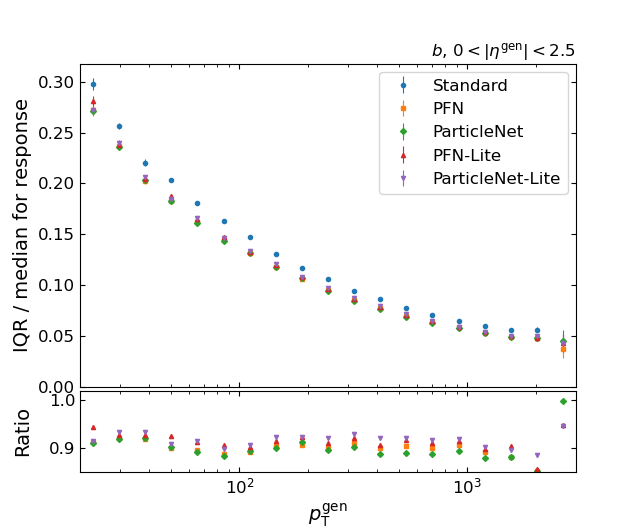 b, 0 < |η^gen| < 2.5
0.30
0.25
0.20
0.15
0.10
0.05
0.00
IQR / median for response
Standard
PFN
ParticleNet
PFN-Lite
ParticleNet-Lite
1.0
0.9
Ratio
10^2
10^3
p_T^gen